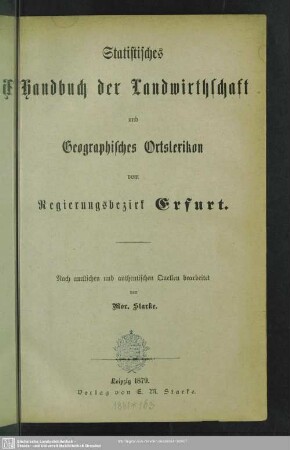 Statistisches
Handbuch der Landwirthschaft
und
Geographisches Ortslexikon
vom
Regierungsbezirk Erfurt.
Nach amtlichen und authentischen Quellen bearbeitet
von
Mor. Starke.
Leipzig 1879.
Verlag von E. M. Starke.